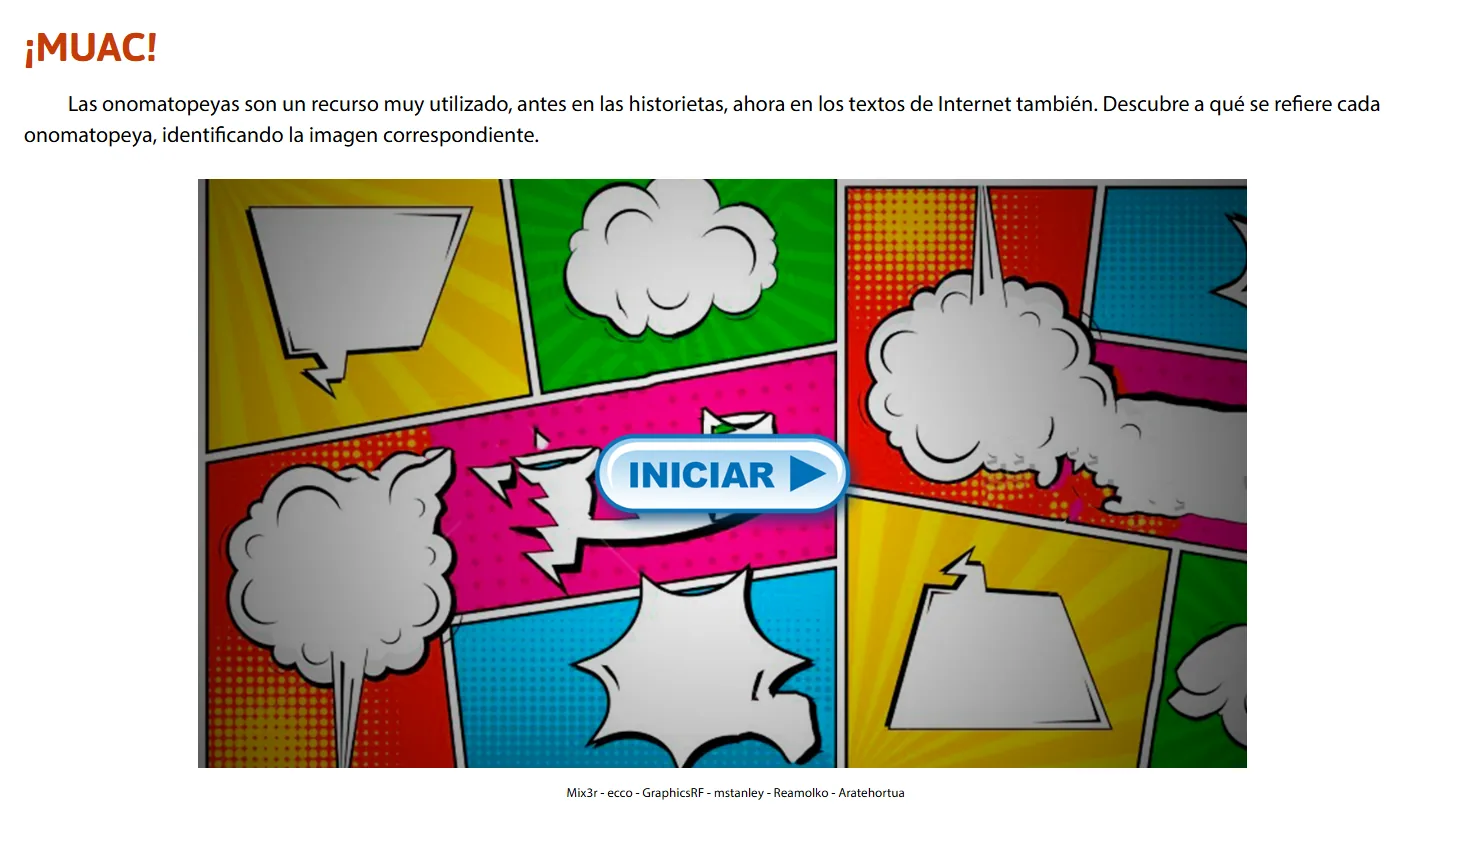 ¡MUAC!
Las onomatopeyas son un recurso muy utilizado, antes en las historietas, ahora en los textos de Internet también. Descubre a qué se refiere cada
onomatopeya, identificando la imagen correspondiente.
INICIAR
Mix3r - ecco - GraphicsRF - mstanley - Reamolko - Aratehortua